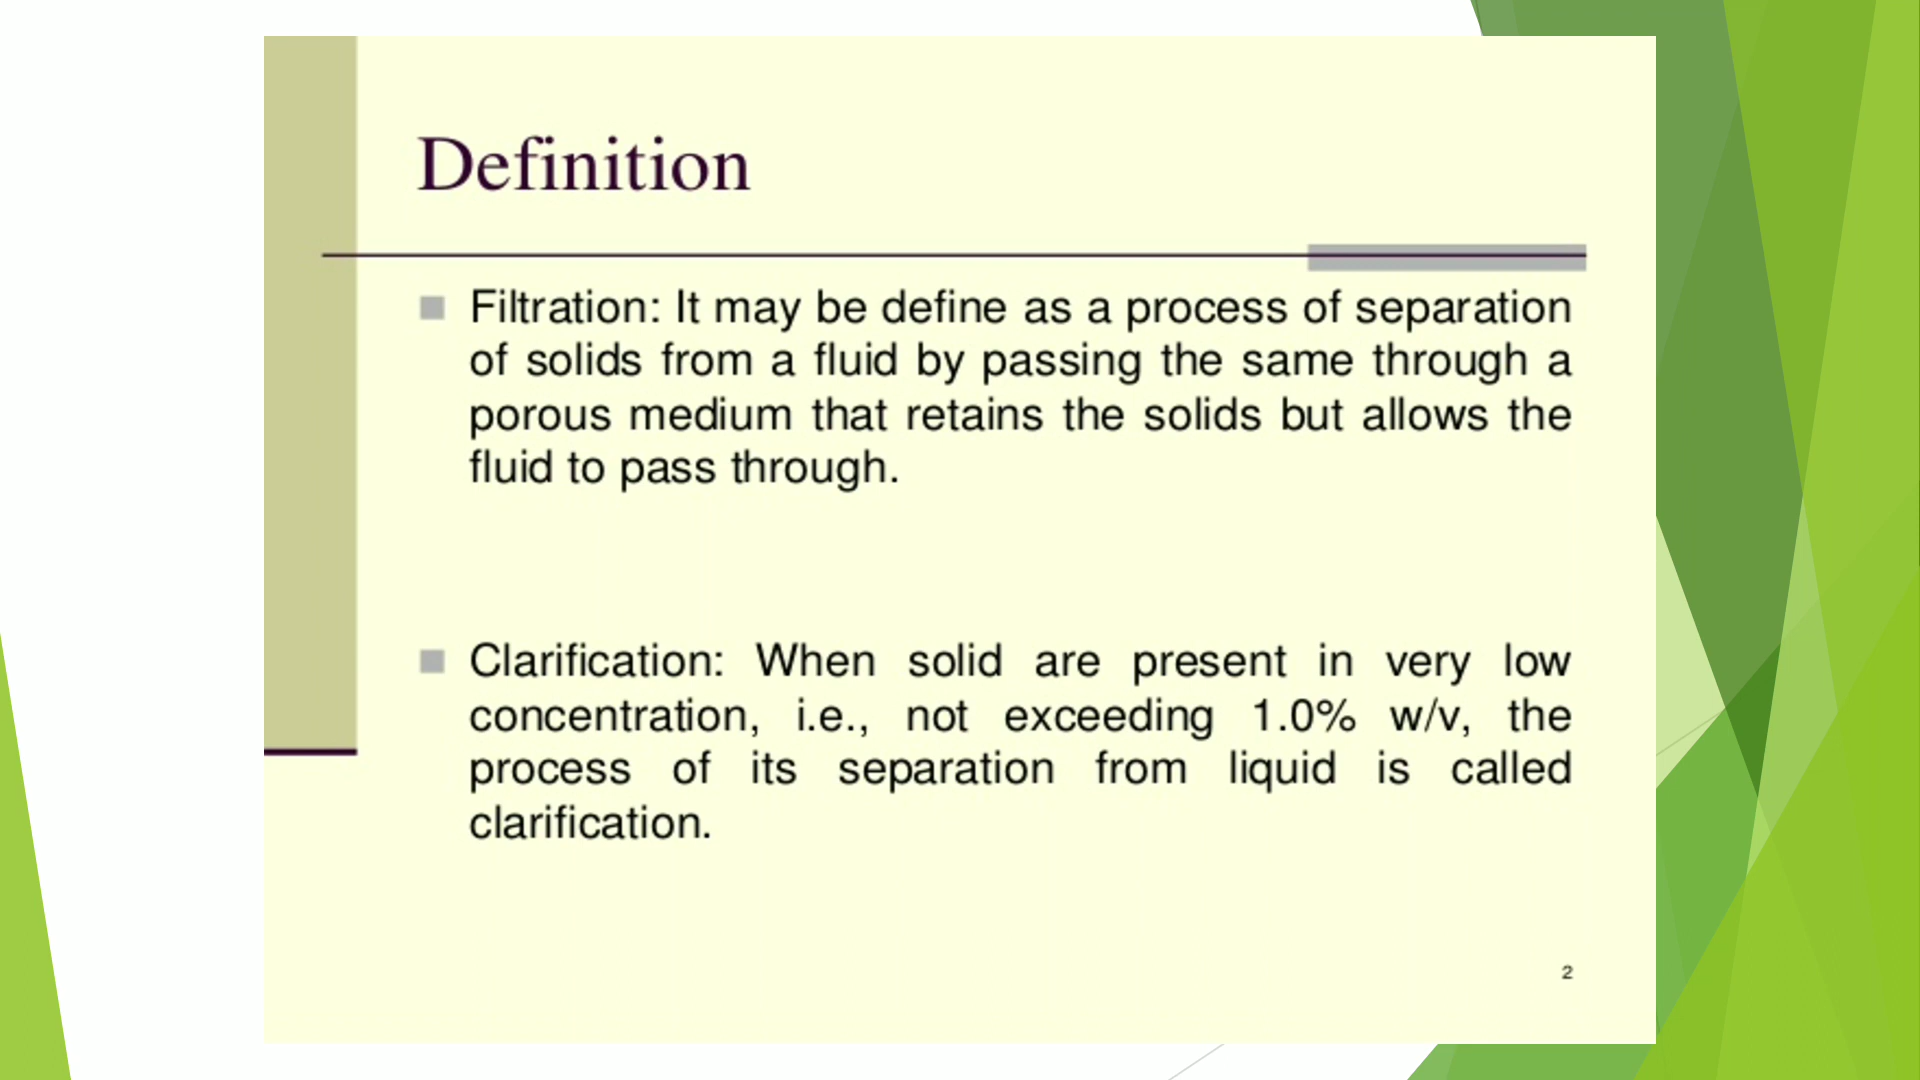 Definition
Filtration: It may be define as a process of separation
of solids from a fluid by passing the same through a
porous medium that retains the solids but allows the
fluid to pass through.
Clarification: When solid are present in very low
concentration, i.e., not exceeding 1.0% w/v, the
process of its separation from liquid is called
clarification.
2